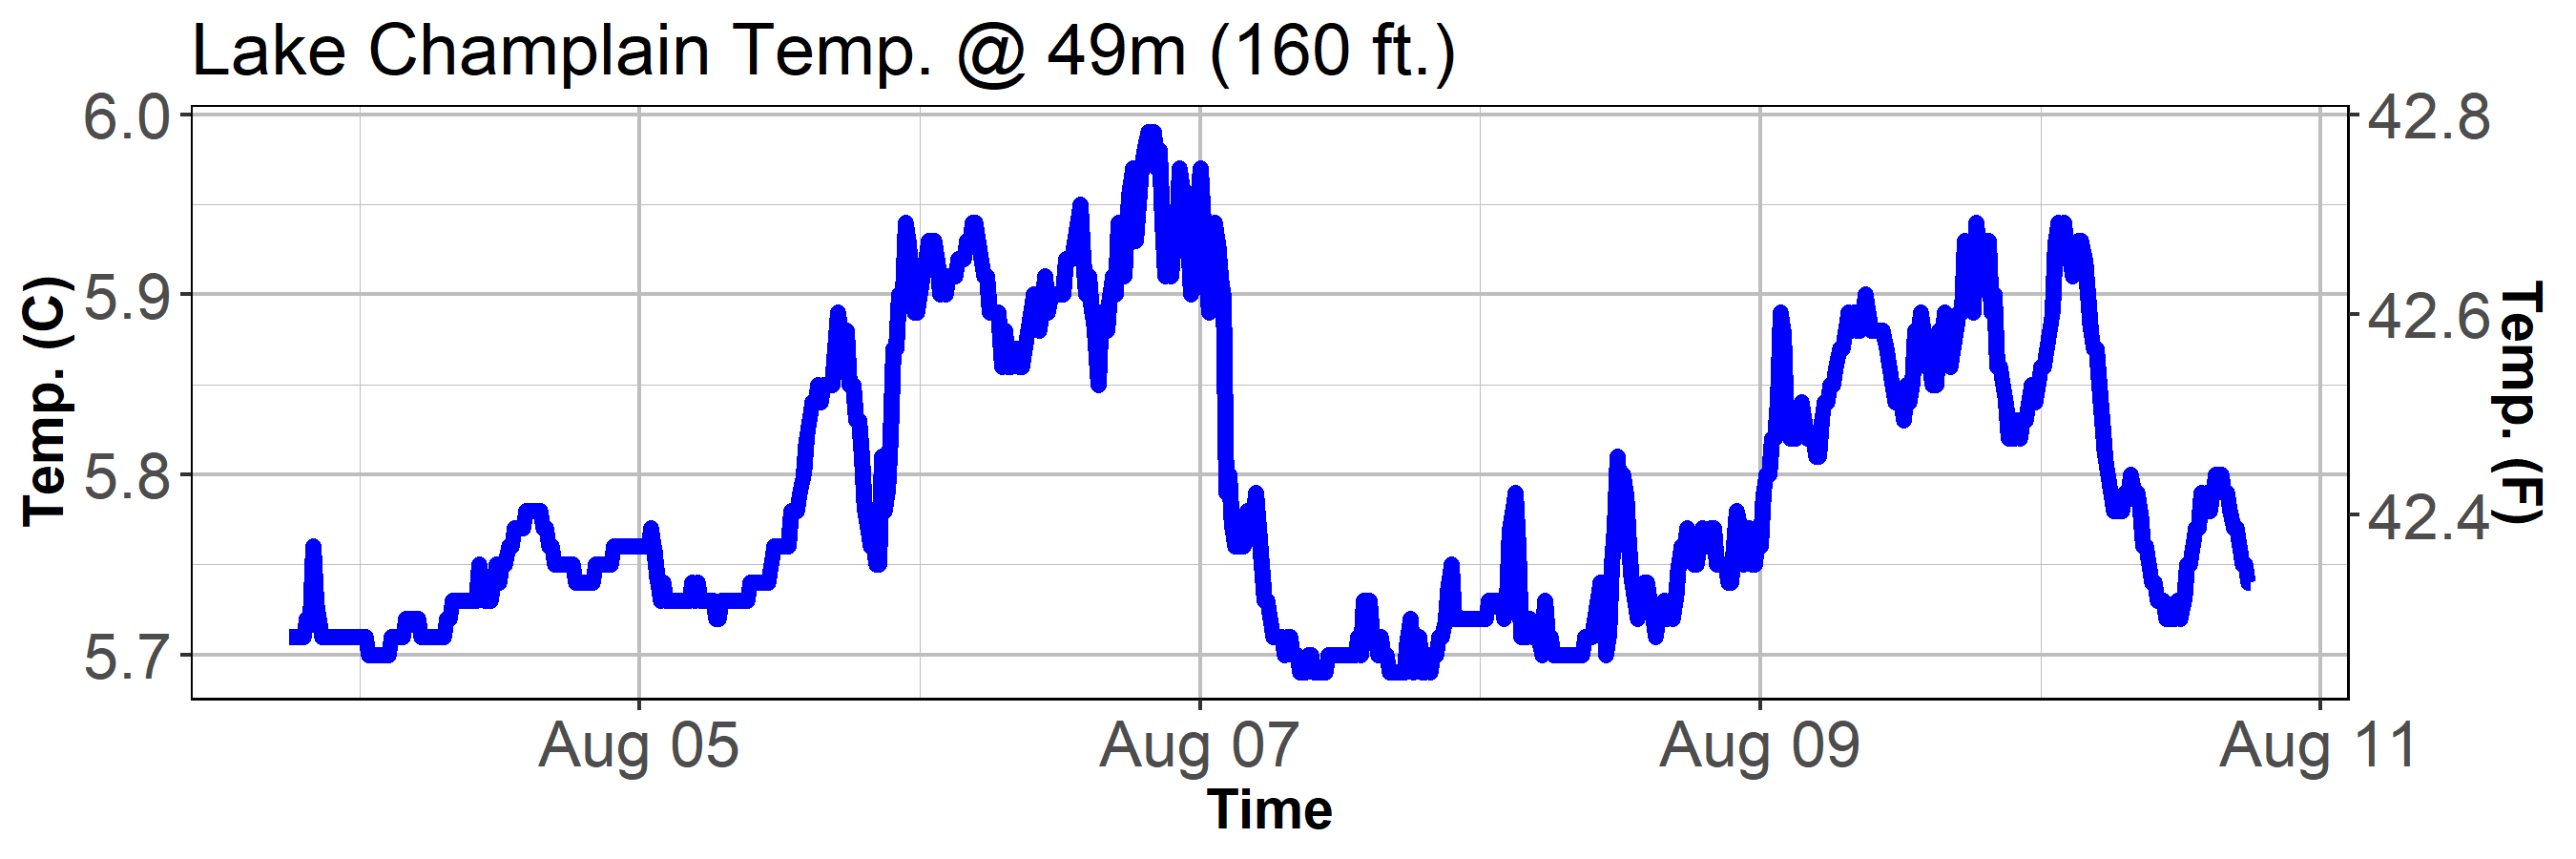 Lake Champlain Temp. @ 49m (160 ft.)
6.0
5.9
5.8
5.7
Temp. (C)
42.8
42.6
42.4
Temp. (F)
Aug 05 Aug 07 Aug 09 Aug 11
Time